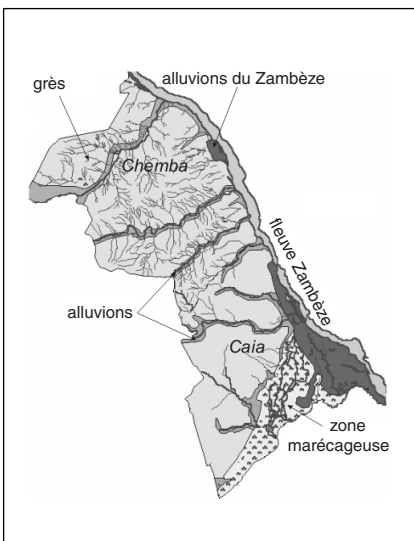 alluvions du Zambèze
grès
Chemba
fleuve Zambèze
alluvions
Caia
zone
marécageuse